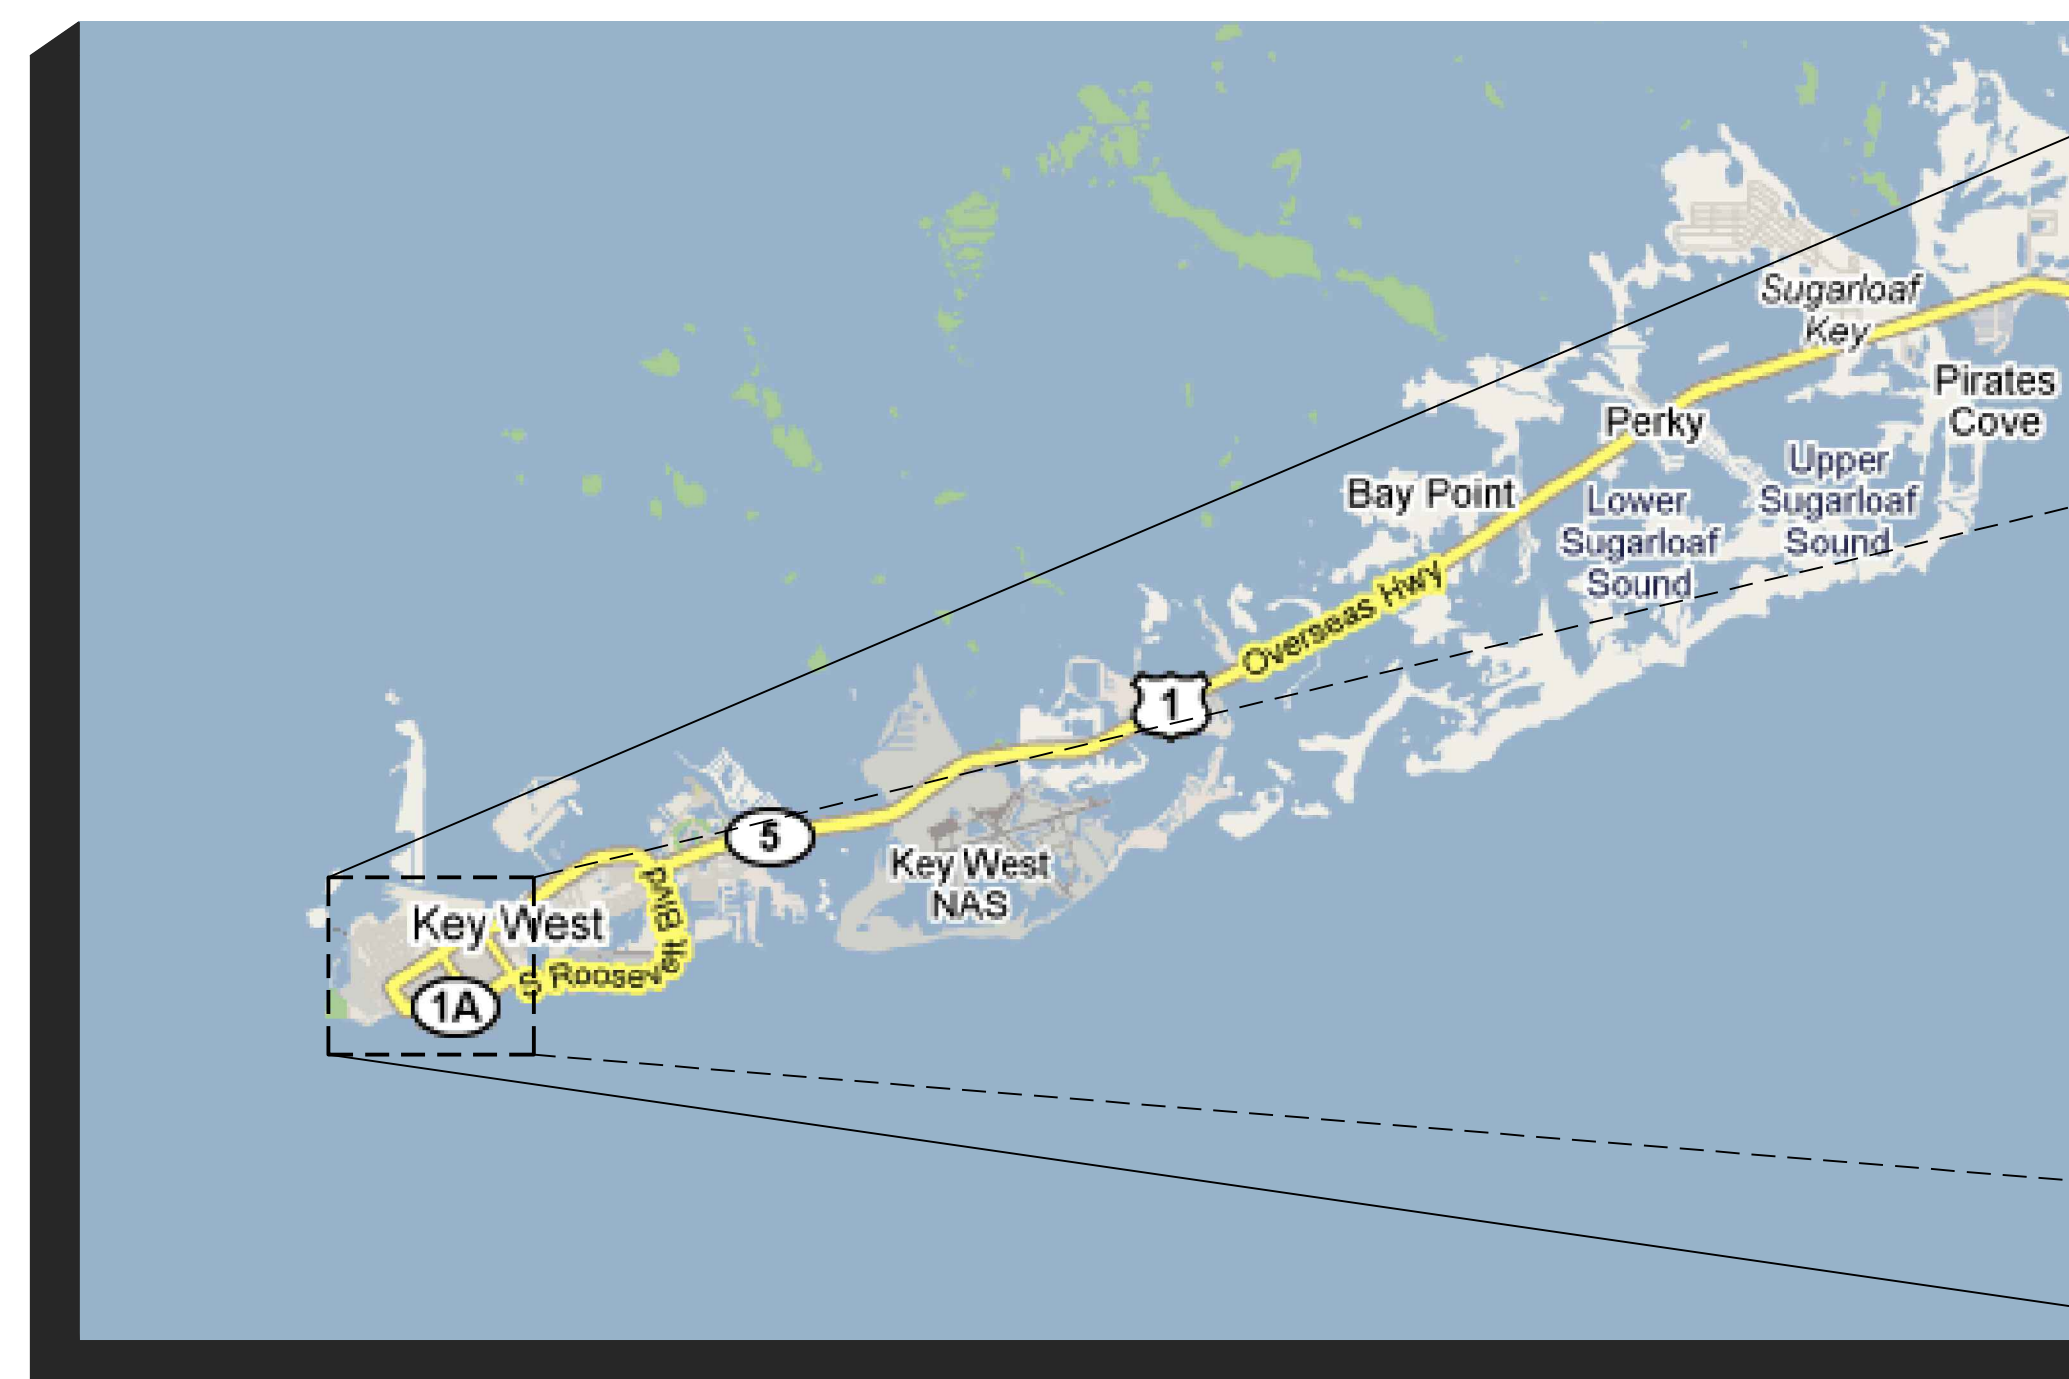 Sugarloaf
Key
Pirates
Cove
Perky
Upper
Sugarloaf
Sound
Bay Point
Lower
Sugarloaf
Sound
Overseas Hwy
1
5
Key West
NAS
Key West
S Roosevelt Blvd
1A